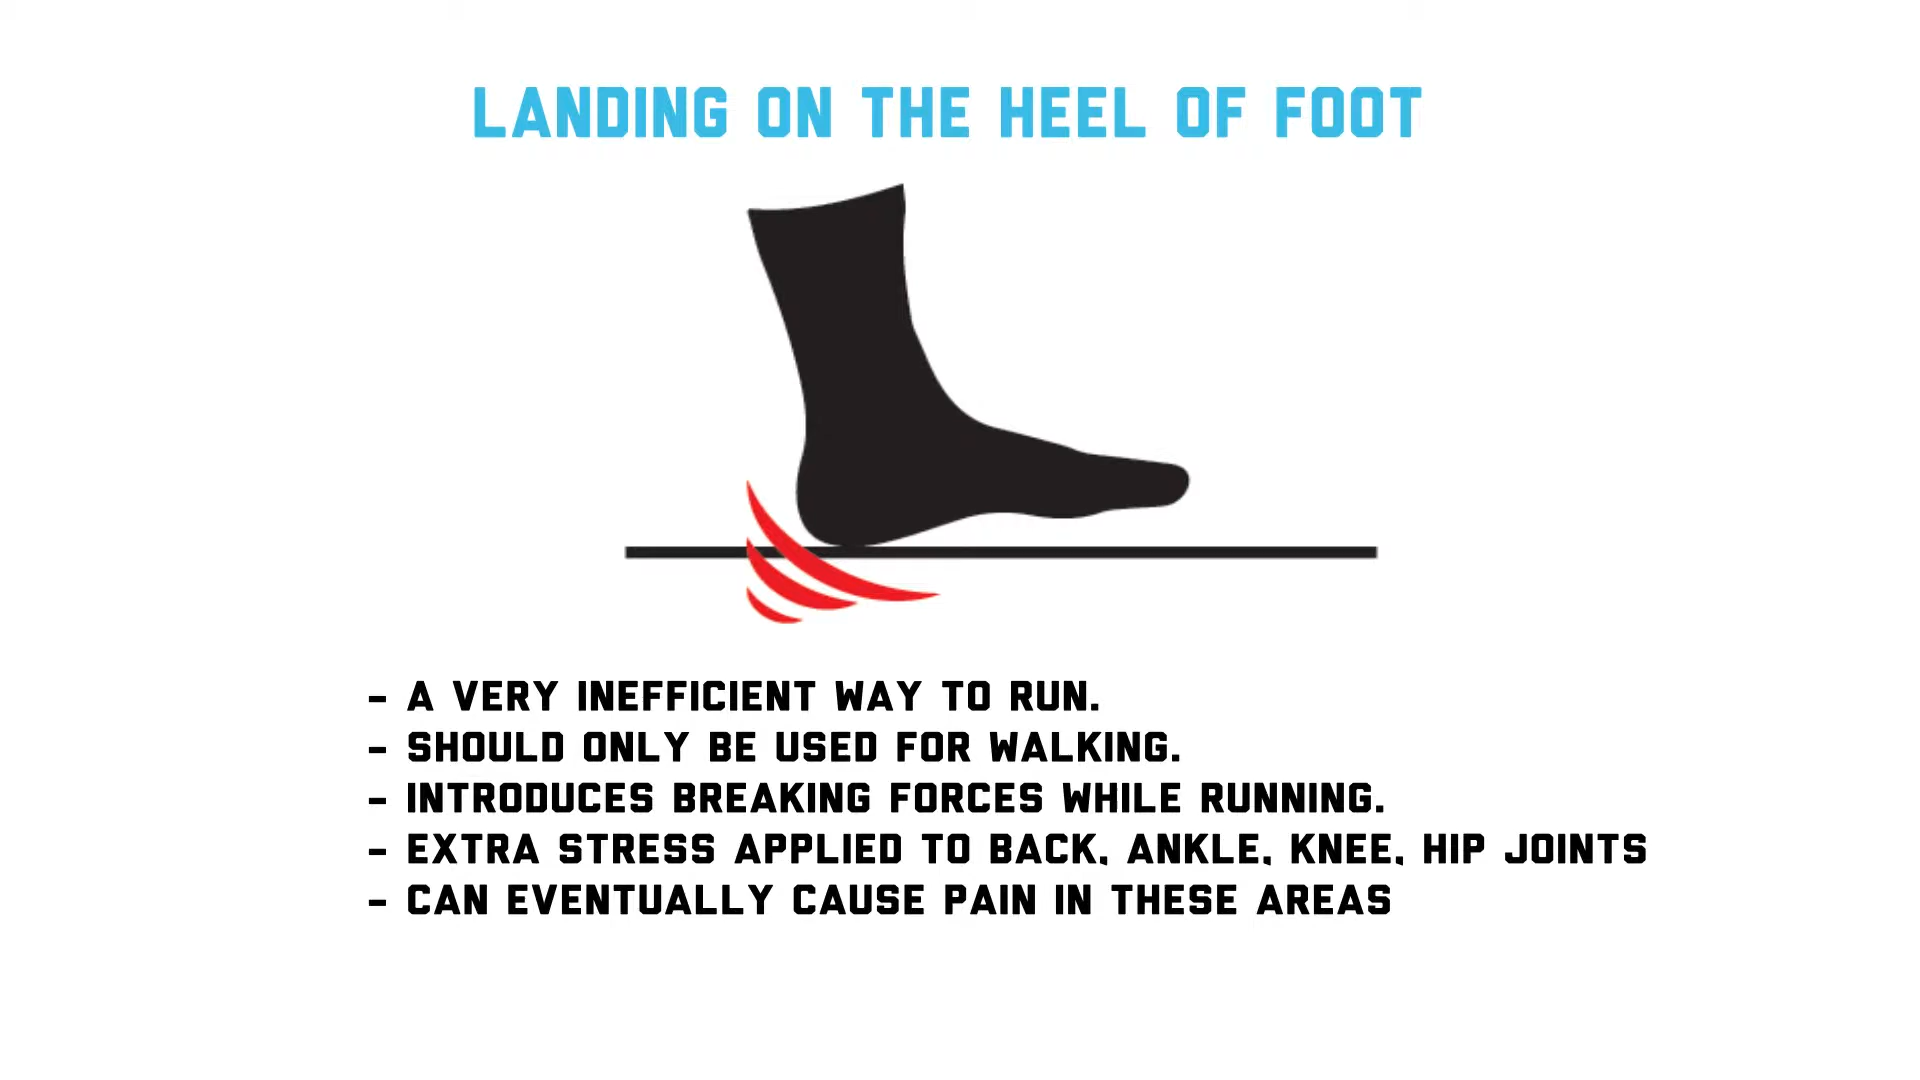 LANDING ON THE HEEL OF FOOT
- A VERY INEFFICIENT WAY TO RUN.
- SHOULD ONLY BE USED FOR WALKING.
- INTRODUCES BREAKING FORCES WHILE RUNNING.
- EXTRA STRESS APPLIED TO BACK, ANKLE, KNEE, HIP JOINTS
- CAN EVENTUALLY CAUSE PAIN IN THESE AREAS